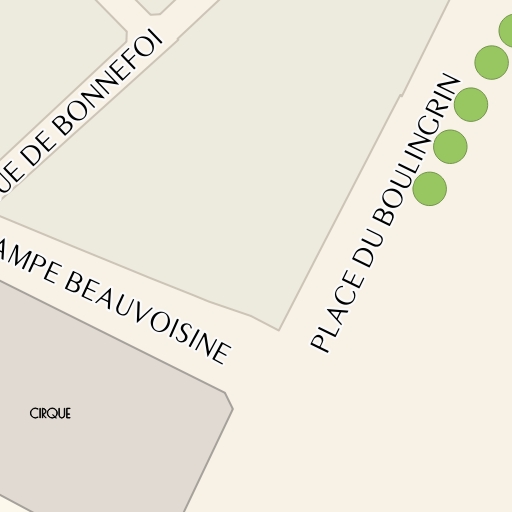 UE DE BONNEFOI
PLACE DU BOULINGRIN
AMPE BEAUVOISINE
CIRQUE